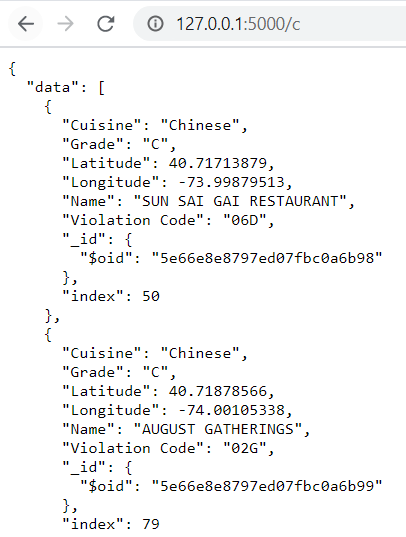 127.0.0.1:5000/c
{
  "data": [
    {
      "Cuisine": "Chinese",
      "Grade": "C",
      "Latitude": 40.71713879,
      "Longitude": -73.99879513,
      "Name": "SUN SAI GAI RESTAURANT",
      "Violation Code": "06D",
      "_id": {
        "$oid": "5e66e8e8797ed07fbc0a6b98"
      },
      "index": 50
    },
    {
      "Cuisine": "Chinese",
      "Grade": "C",
      "Latitude": 40.71878566,
      "Longitude": -74.00105338,
      "Name": "AUGUST GATHERINGS",
      "Violation Code": "02G",
      "_id": {
        "$oid": "5e66e8e8797ed07fbc0a6b99"
      },
      "index": 79